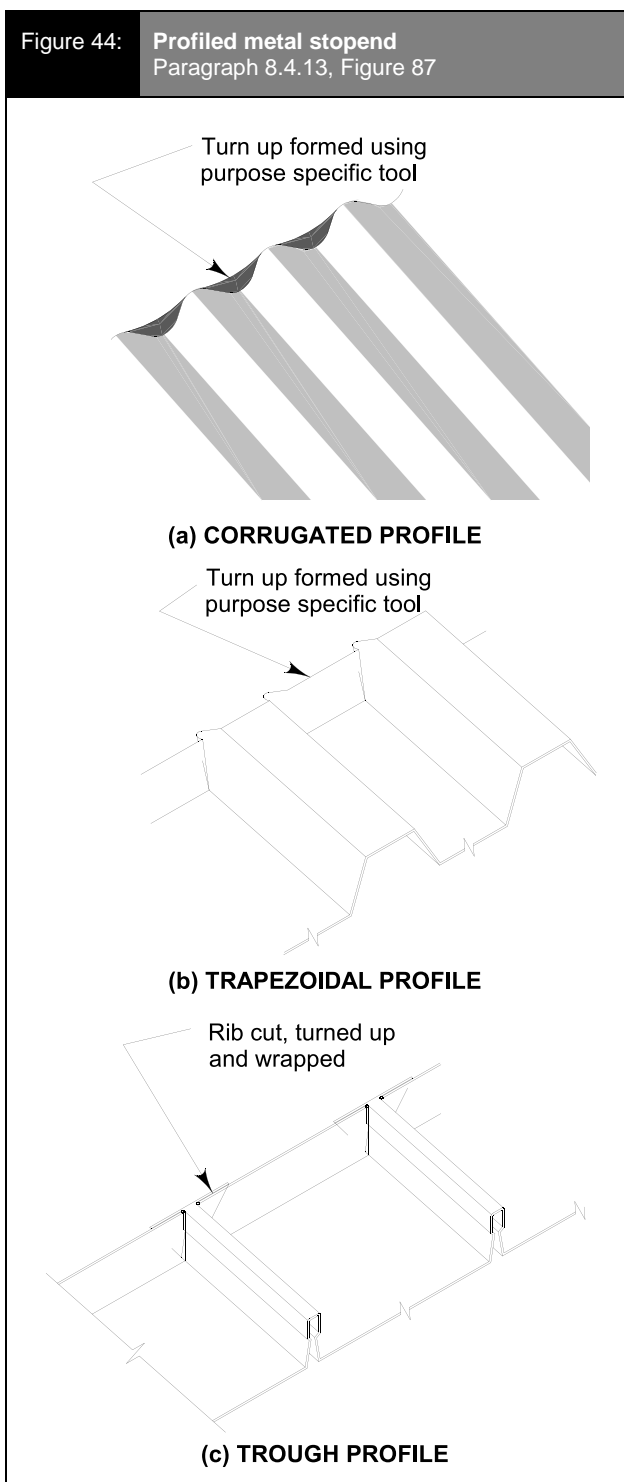 Figure 44:
Profiled metal stopend
Paragraph 8.4.13, Figure 87
Turn up formed using
purpose specific tool
(a) CORRUGATED PROFILE
Turn up formed using
purpose specific tool
(b) TRAPEZOIDAL PROFILE
Rib cut, turned up
and wrapped
(c) TROUGH PROFILE